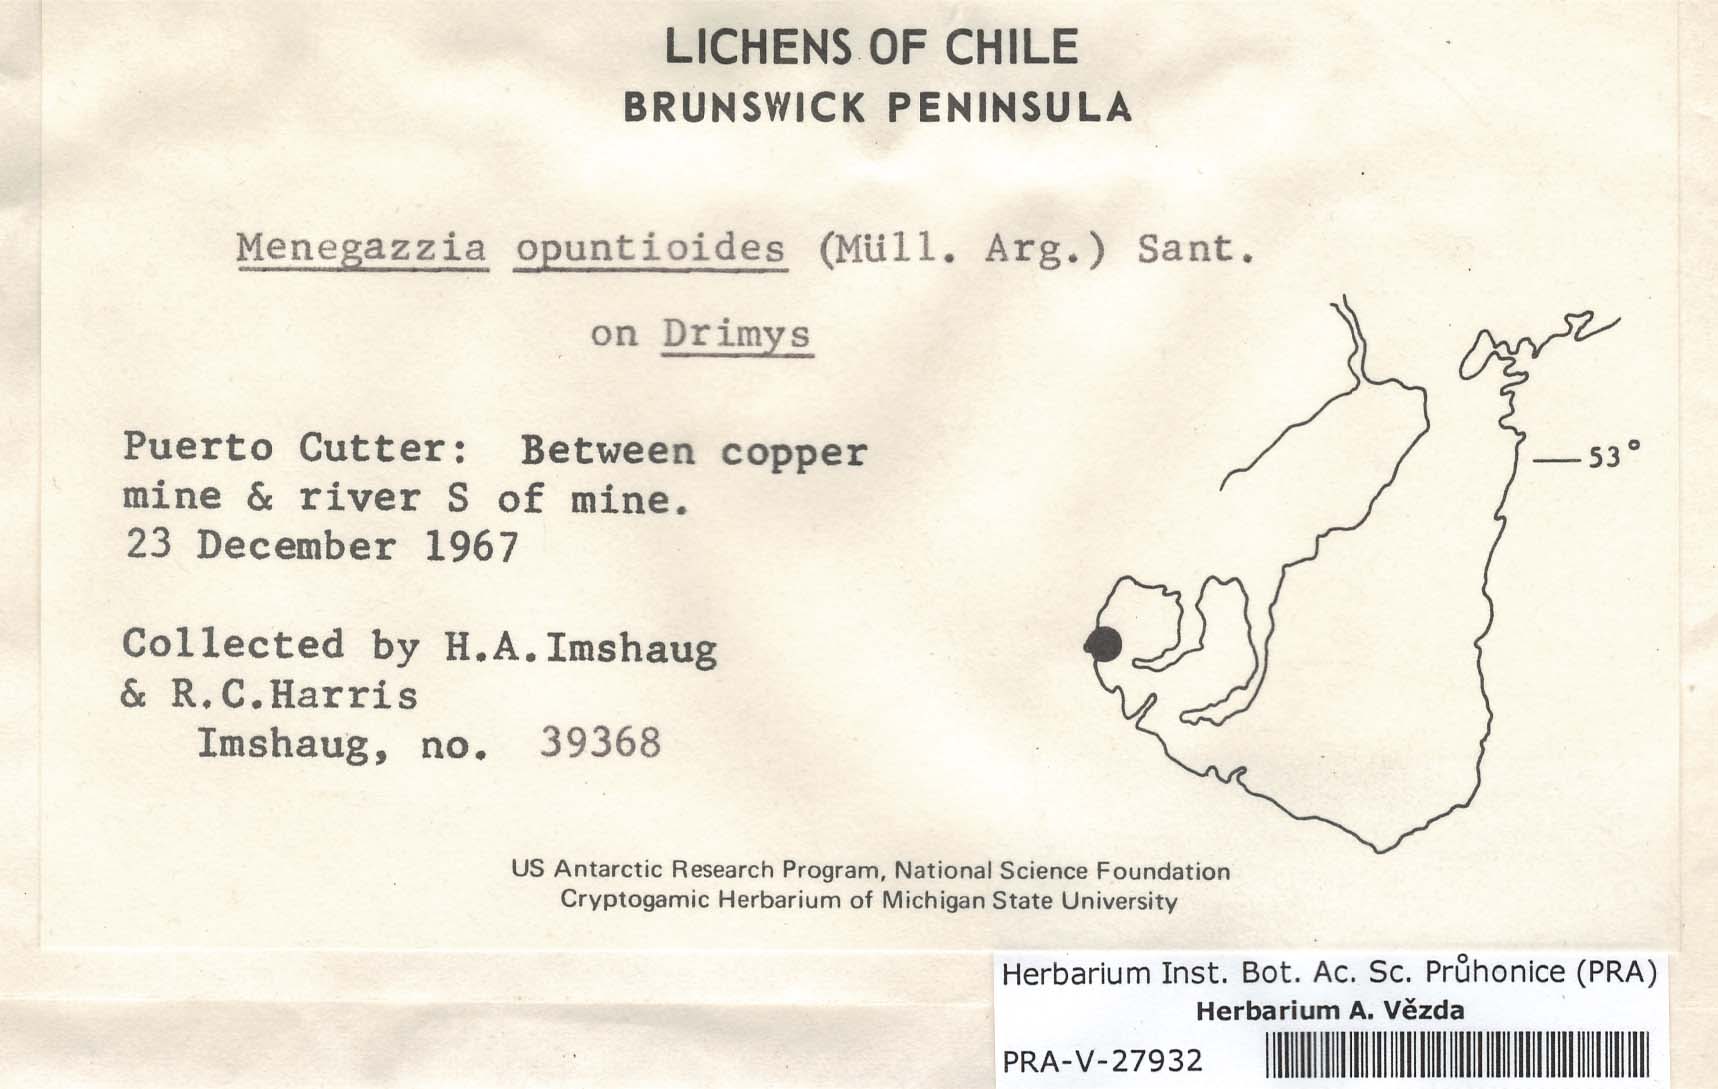 LICHENS OF CHILE
BRUNSWICK PENINSULA
Menegazzia opuntioides (Müll. Arg.) Sant.
on Drimys
Puerto Cutter: Between copper
mine & river S of mine.
23 December 1967
Collected by H.A.Imshaug
& R.C.Harris
Imshaug, no. 39368
53°
US Antarctic Research Program, National Science Foundation
Cryptogamic Herbarium of Michigan State University
Herbarium Inst. Bot. Ac. Sc. Průhonice (PRA)
Herbarium A. Vězda
PRA-V-27932